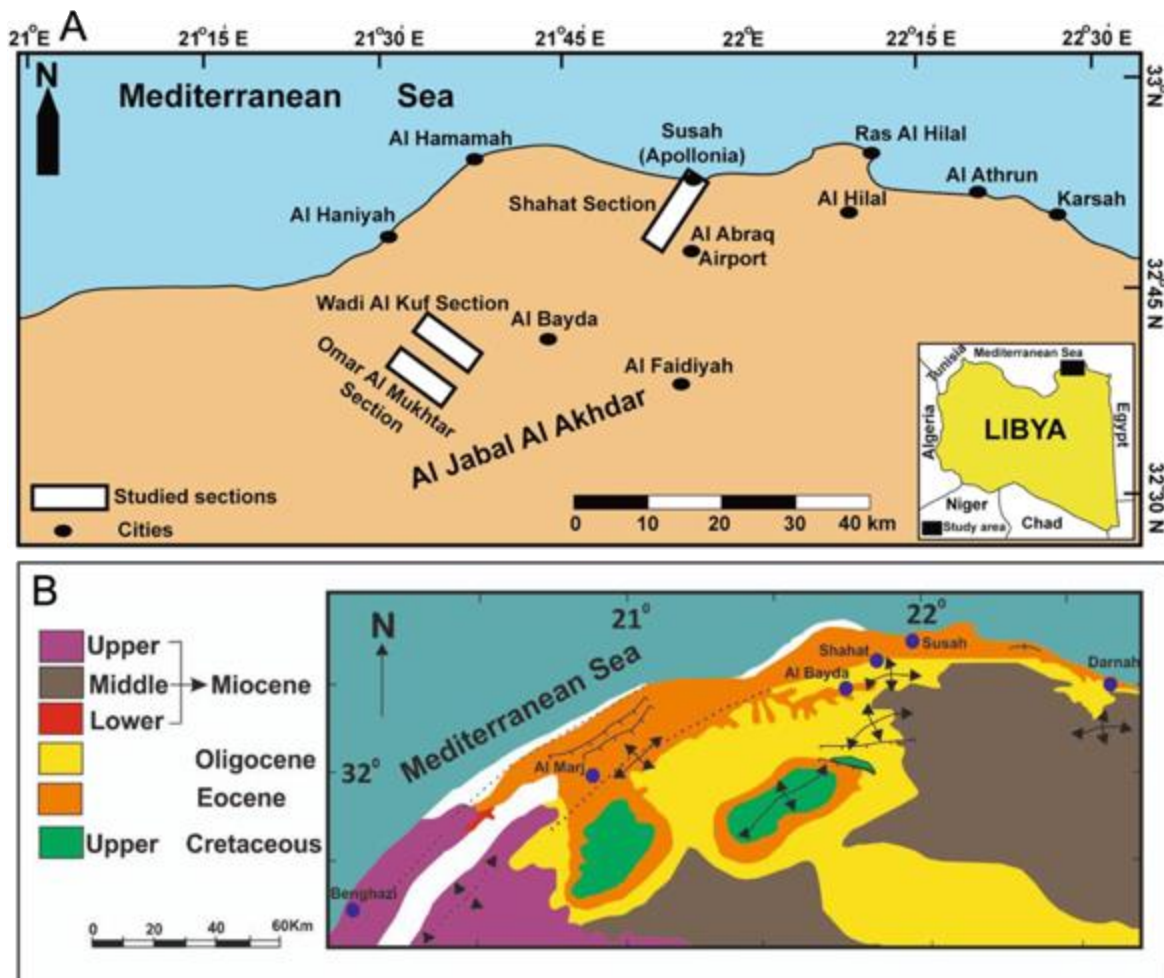 A
21°E
21°15 E
21°30 E
21°45 E
22°E
22°15 E
22°30 E
N
Mediterranean Sea
33°N
Al Hamamah
Susah
(Apollonia)
Ras Al Hilal
Al Athrun
Karsah
Al Haniyah
Shahat Section
Al Hilal
Al Abraq
Airport
32°45 N
Wadi Al Kuf Section
Al Bayda
Omar Al Mukhtar
Section
Al Faidiyah
Al Jabal Al Akhdar
Mediterranean Sea
Tunisia
Algeria
LIBYA
Egypt
Niger
Chad
Study area
32°30 N
Studied sections
Cities
0 10 20 30 40 km
B
Upper
Middle
Miocene
Lower
Oligocene
Eocene
Upper Cretaceous
0 20 40 60Km
N
21°
22°
Mediterranean Sea
32°
Shahat
Susah
Al Bayda
Darnah
Al Marj
Benghazi